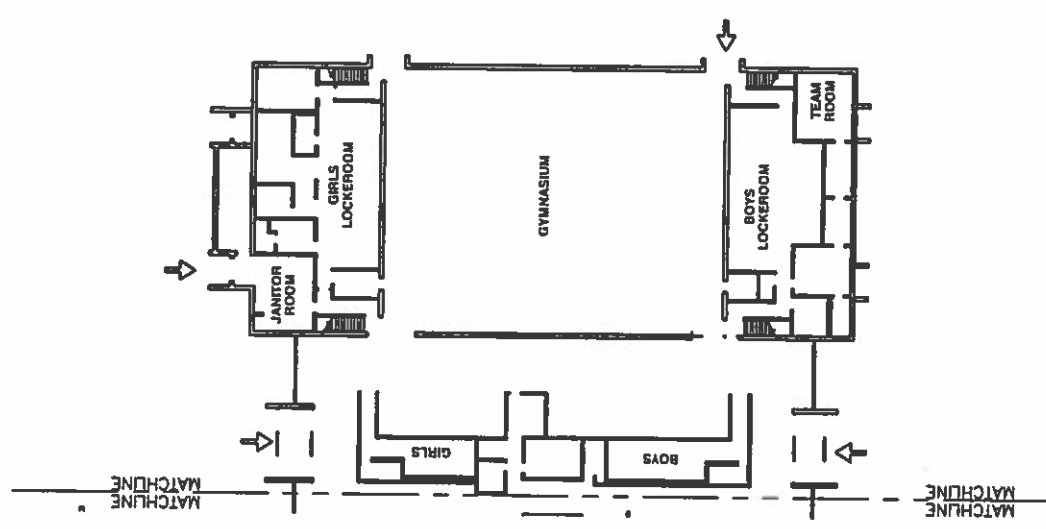 TEAM
ROOM
GIRLS
LOCKEROOM
GYMNASIUM
BOYS
LOCKEROOM
JANITOR
ROOM
GIRLS
BOYS
MATCHLINE
MATCHLINE
MATCHLINE
MATCHLINE